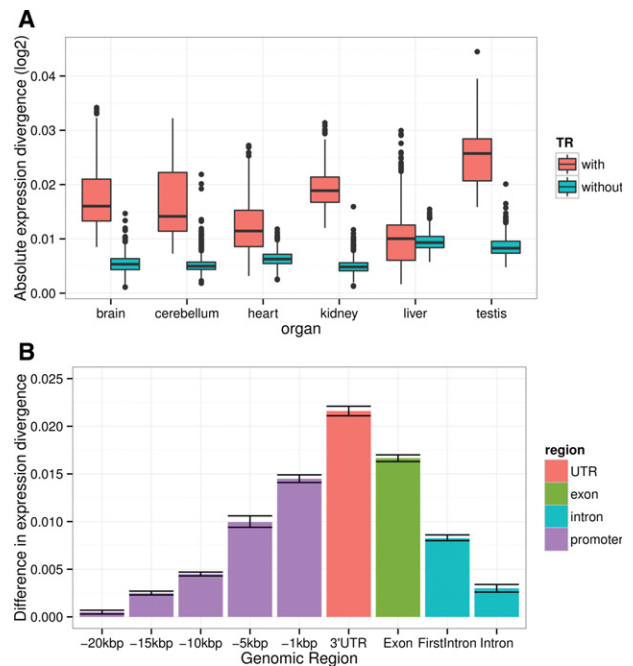 A
Absolute expression divergence (log2)
0.04
0.03
0.02
0.01
0.00
brain cerebellum heart kidney liver testis
organ
TR
with
without
B
Difference in expression divergence
0.025
0.020
0.015
0.010
0.005
0.000
−20kbp −15kbp −10kbp −5kbp −1kbp 3'UTR Exon FirstIntron Intron
Genomic Region
region
UTR
exon
intron
promoter